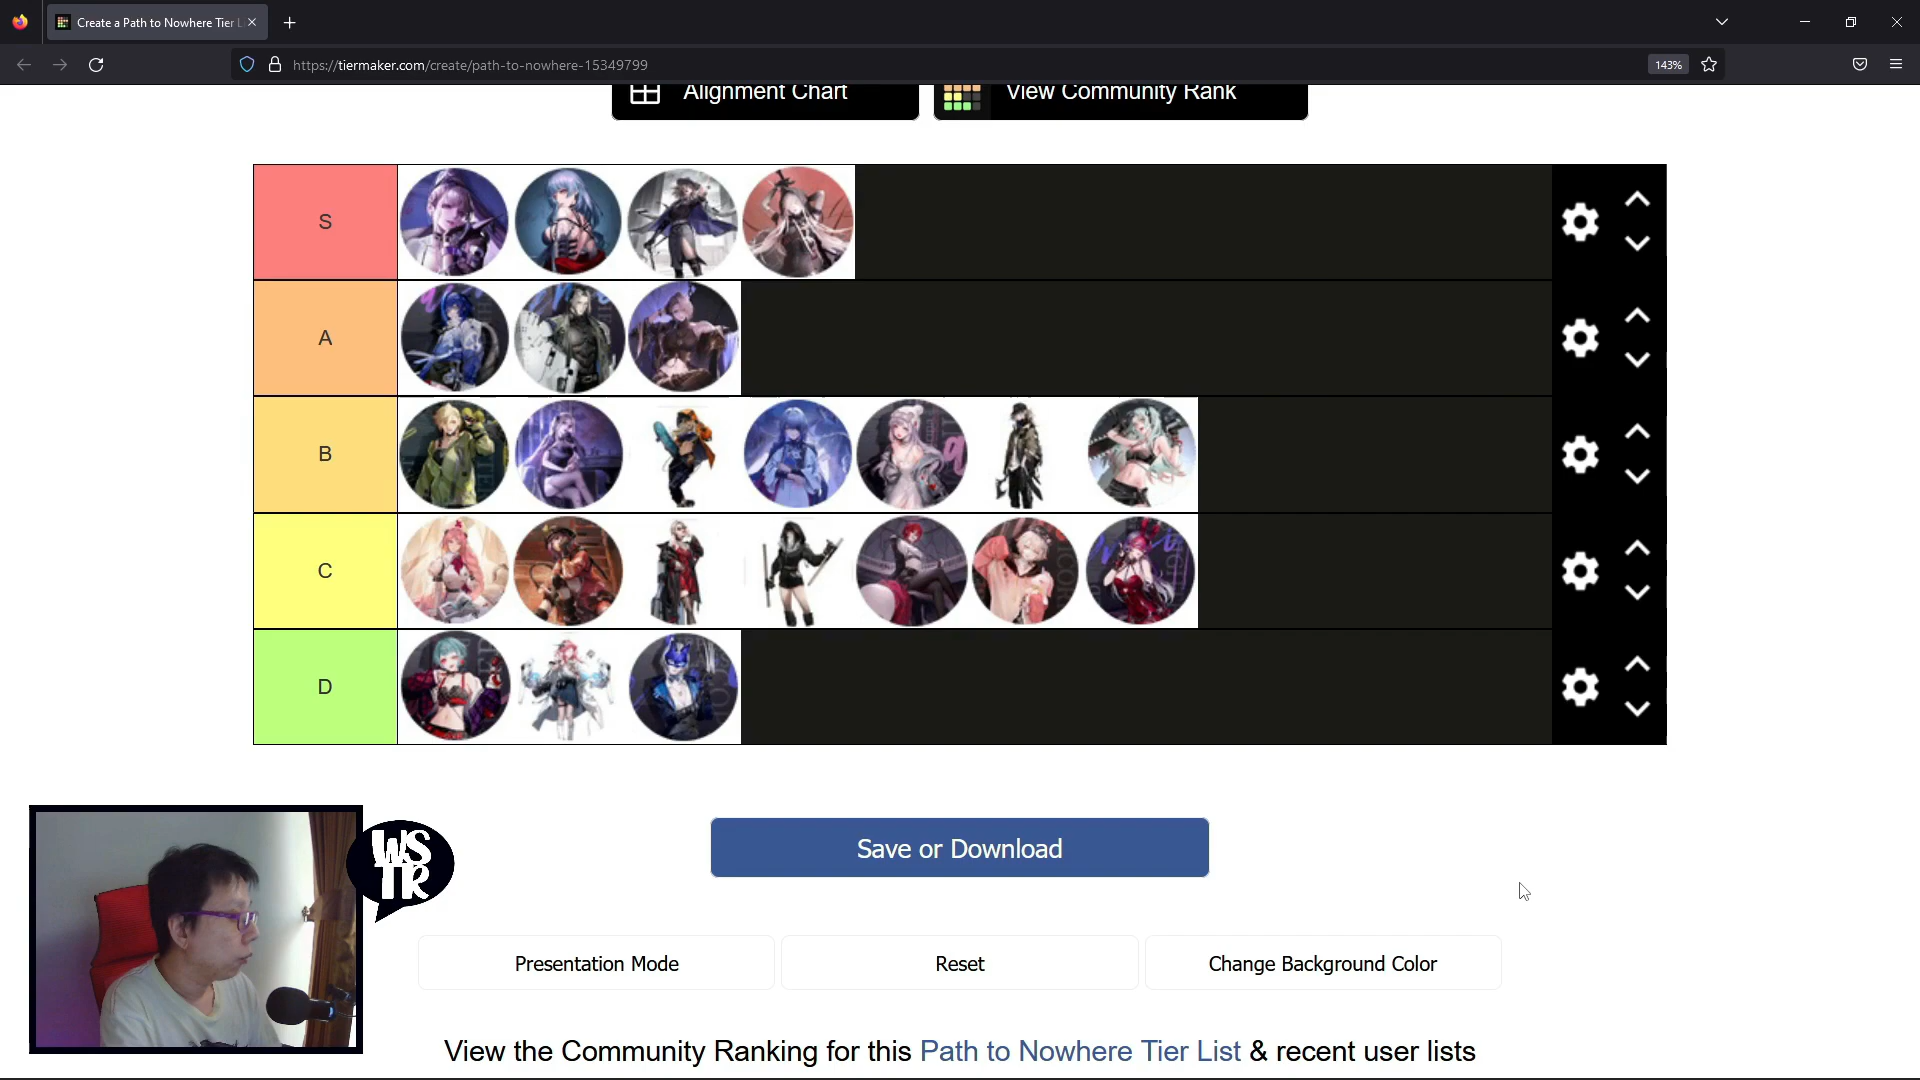 Create a Path to Nowhere Tier L
https://tiermaker.com/create/path-to-nowhere-15349799
143%
Alignment Chart
View Community Rank
S
A
B
C
D
Save or Download
WS
TR
Presentation Mode
Reset
Change Background Color
View the Community Ranking for this Path to Nowhere Tier List & recent user lists